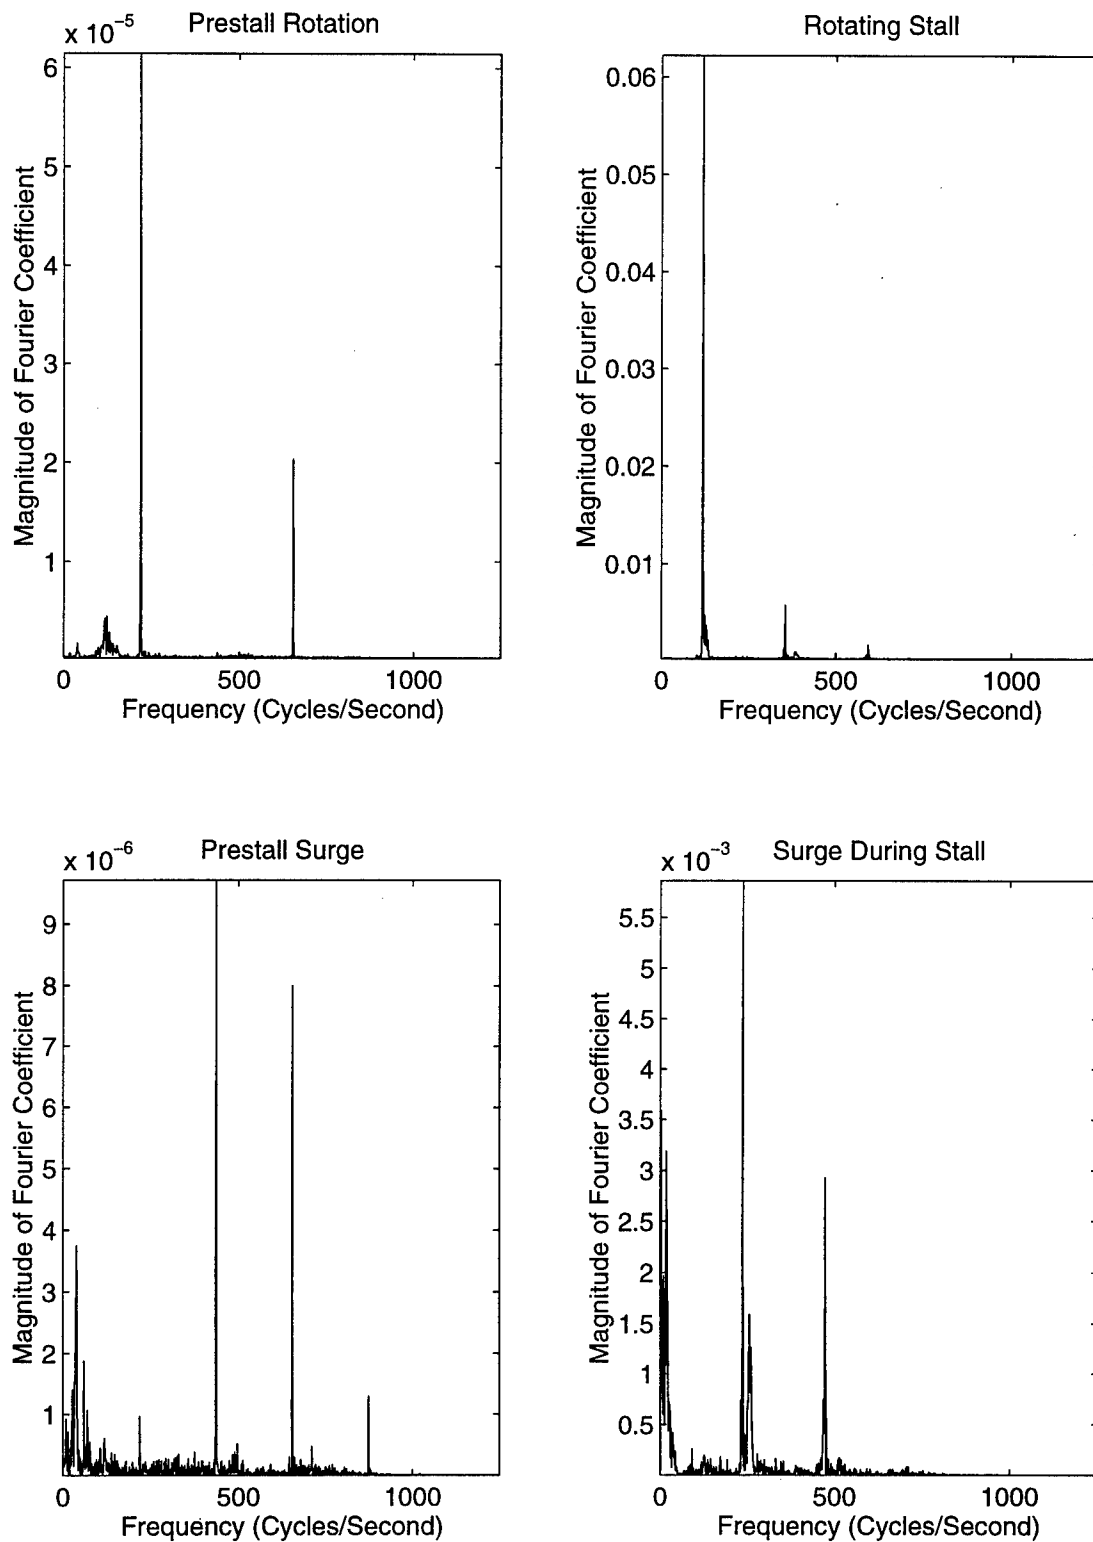 Prestall Rotation
x 10^-5
6
5
4
3
2
1
0 500 1000
Magnitude of Fourier Coefficient
Frequency (Cycles/Second)
Rotating Stall
0.06
0.05
0.04
0.03
0.02
0.01
0 500 1000
Magnitude of Fourier Coefficient
Frequency (Cycles/Second)
Prestall Surge
x 10^-6
9
8
7
6
5
4
3
2
1
0 500 1000
Magnitude of Fourier Coefficient
Frequency (Cycles/Second)
Surge During Stall
x 10^-3
5.5
5
4.5
4
3.5
3
2.5
2
1.5
1
0.5
0 500 1000
Magnitude of Fourier Coefficient
Frequency (Cycles/Second)